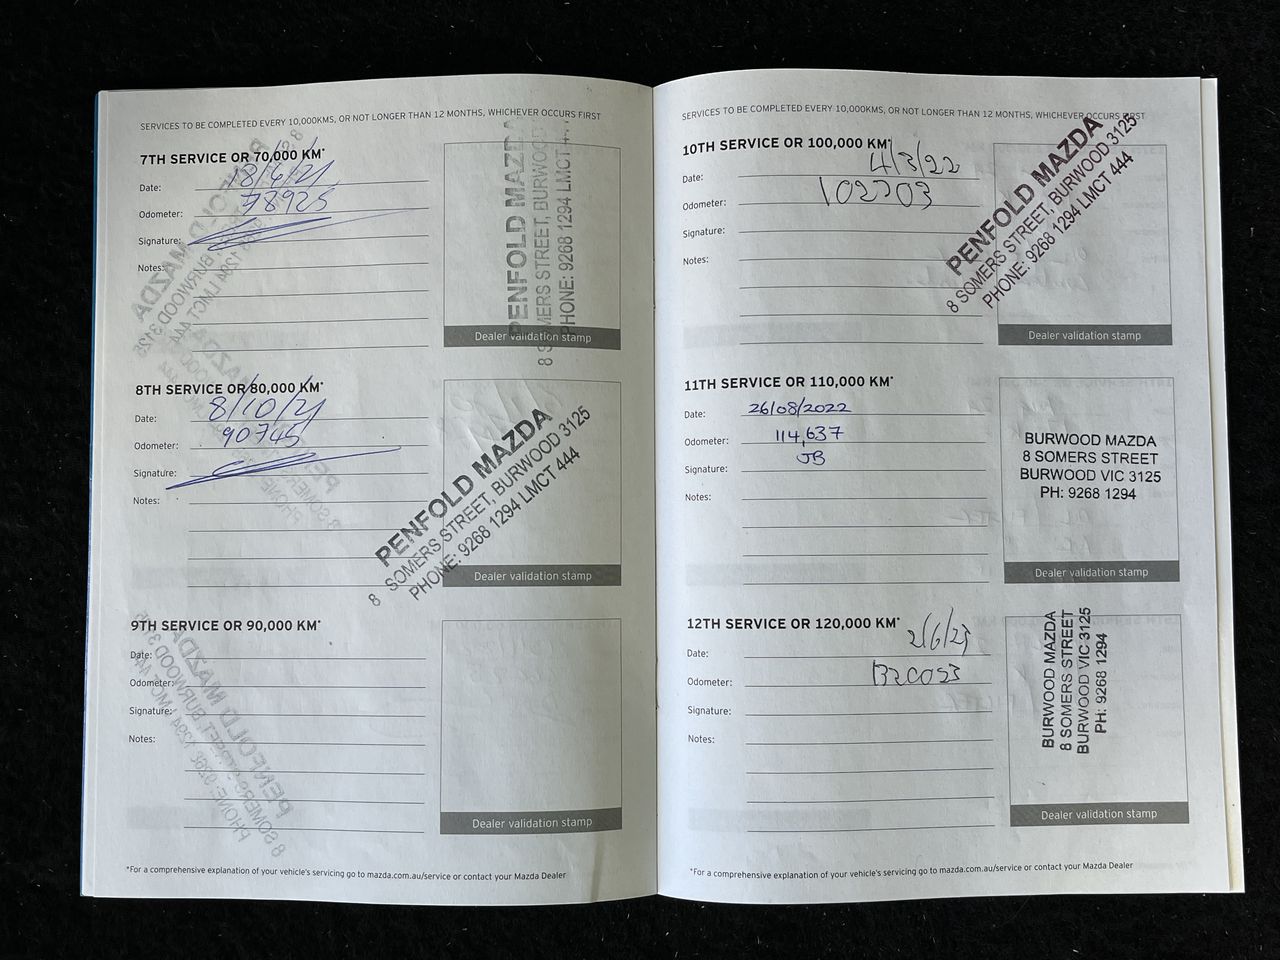 SERVICES TO BE COMPLETED EVERY 10,000KMS, OR NOT LONGER THAN 12 MONTHS, WHICHEVER OCCURS FIRST
7TH SERVICE OR 70,000 KM*
Date: 18/6/21
Odometer: 78925
Signature:
Notes:
PENFOLD MAZDA
8 SOMERS STREET, BURWOOD
PHONE: 9268 1294 LMCT 4
Dealer validation stamp
8TH SERVICE OR 80,000 KM*
Date: 8/10/21
Odometer: 90745
Signature:
Notes:
PENFOLD MAZDA
8 SOMERS STREET, BURWOOD 3125
PHONE: 9268 1294 LMCT 444
Dealer validation stamp
9TH SERVICE OR 90,000 KM*
Date:
Odometer:
Signature:
Notes:
Dealer validation stamp
*For a comprehensive explanation of your vehicle's servicing go to mazda.com.au/service or contact your Mazda Dealer
SERVICES TO BE COMPLETED EVERY 10,000KMS, OR NOT LONGER THAN 12 MONTHS, WHICHEVER OCCURS FIRST
10TH SERVICE OR 100,000 KM*
Date: 4/3/22
Odometer: 102703
Signature:
Notes:
PENFOLD MAZDA
8 SOMERS STREET, BURWOOD 3125
PHONE: 9268 1294 LMCT 444
Dealer validation stamp
11TH SERVICE OR 110,000 KM*
Date: 26/08/2022
Odometer: 114,637
Signature: JB
Notes:
BURWOOD MAZDA
8 SOMERS STREET
BURWOOD VIC 3125
PH: 9268 1294
Dealer validation stamp
12TH SERVICE OR 120,000 KM*
Date: 2/6/23
Odometer:
Signature:
Notes:
BURWOOD MAZDA
8 SOMERS STREET
BURWOOD VIC 3125
PH: 9268 1294
Dealer validation stamp
*For a comprehensive explanation of your vehicle's servicing go to mazda.com.au/service or contact your Mazda Dealer